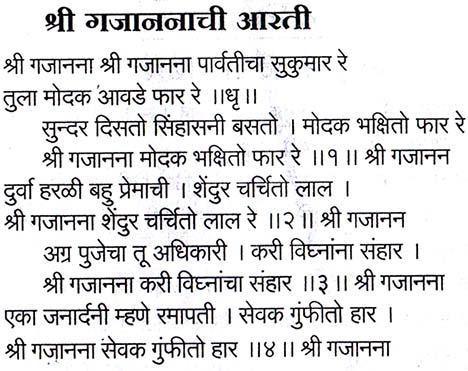 श्री गजाननाची आरती
श्री गजानना श्री गजानना पार्वतीचा सुकुमार रे
तुला मोदक आवडे फार रे ॥धृ॥
सुन्दर दिसतो सिंहासनी बसतो । मोदक भक्षितो फार रे
श्री गजानना मोदक भक्षितो फार रे ॥१॥ श्री गजानन
दुर्वा हरळी बहु प्रेमाची । शेंदुर चर्चितो लाल ।
श्री गजानना शेंदुर चर्चितो लाल रे ॥२॥ श्री गजानन
अग्र पुजेचा तू अधिकारी । करी विघ्नांना संहार ।
श्री गजानना करी विघ्नांचा संहार ॥३॥ श्री गजानना
एका जनार्दनी म्हणे रमापती । सेवक गुंफीतो हार ।
श्री गजानना सेवक गुंफीतो हार ॥४॥ श्री गजानना